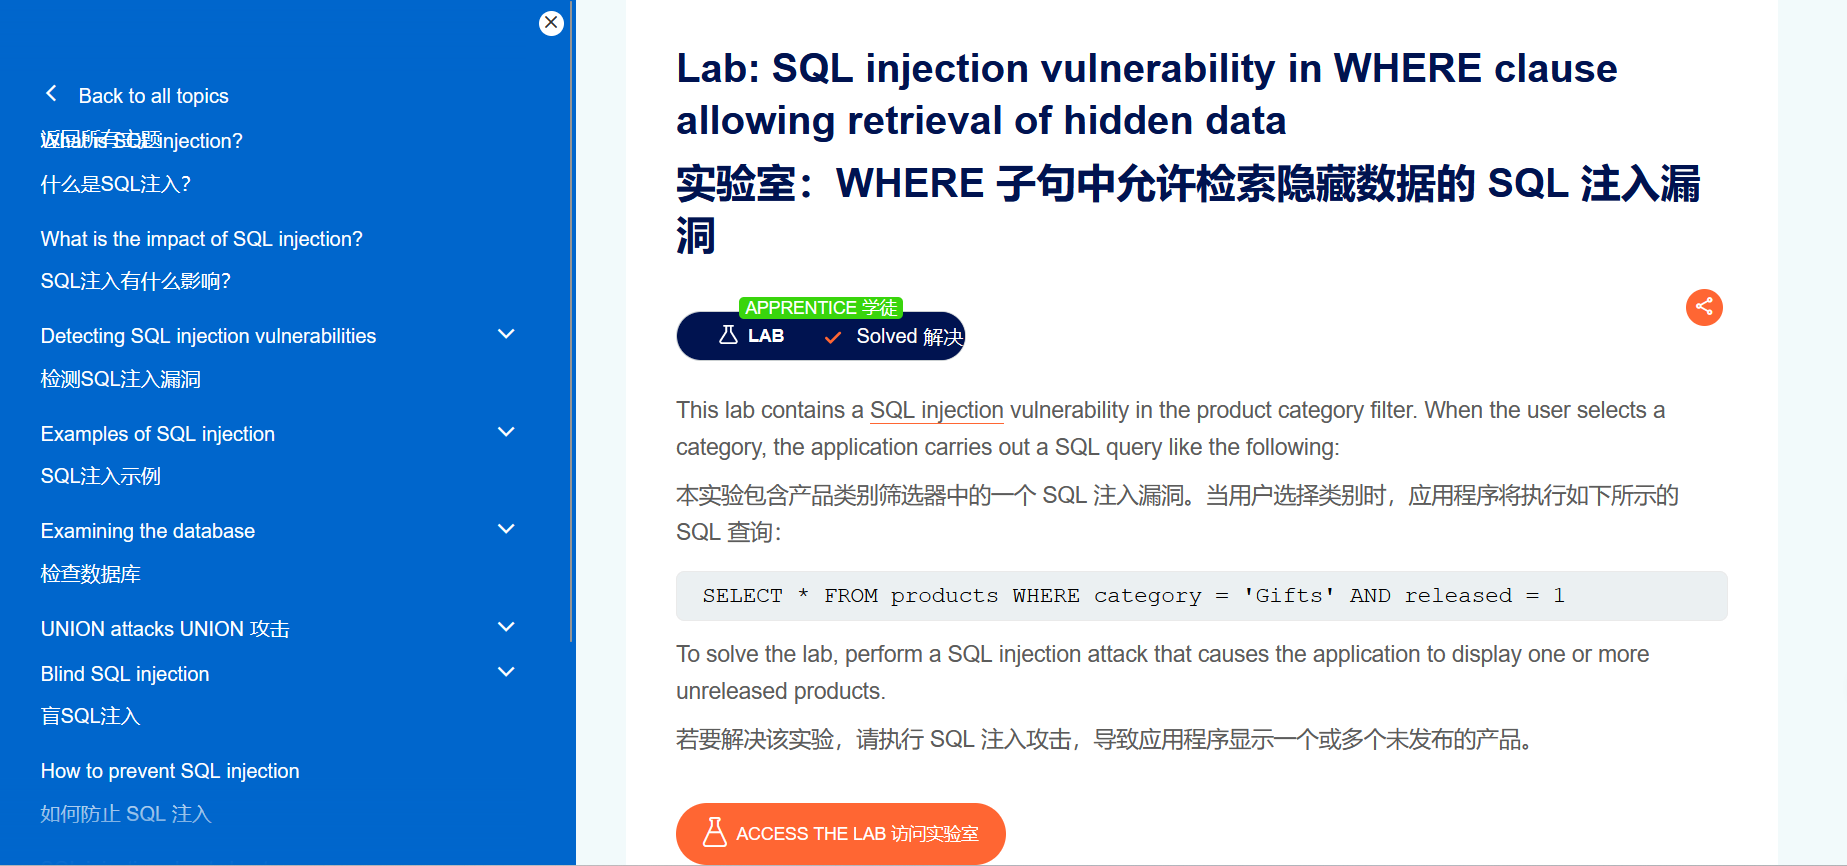 Back to all topics
返回所有主题
What is SQL injection?
什么是SQL注入？
What is the impact of SQL injection?
SQL注入有什么影响？
Detecting SQL injection vulnerabilities
检测SQL注入漏洞
Examples of SQL injection
SQL注入示例
Examining the database
检查数据库
UNION attacks UNION 攻击
Blind SQL injection
盲SQL注入
How to prevent SQL injection
如何防止 SQL 注入
Lab: SQL injection vulnerability in WHERE clause
allowing retrieval of hidden data
实验室：WHERE 子句中允许检索隐藏数据的 SQL 注入漏
洞
APPRENTICE 学徒
LAB Solved 解决
This lab contains a SQL injection vulnerability in the product category filter. When the user selects a
category, the application carries out a SQL query like the following:
本实验包含产品类别筛选器中的一个 SQL 注入漏洞。当用户选择类别时，应用程序将执行如下所示的
SQL 查询：
SELECT * FROM products WHERE category = 'Gifts' AND released = 1
To solve the lab, perform a SQL injection attack that causes the application to display one or more
unreleased products.
若要解决该实验，请执行 SQL 注入攻击，导致应用程序显示一个或多个未发布的产品。
ACCESS THE LAB 访问实验室